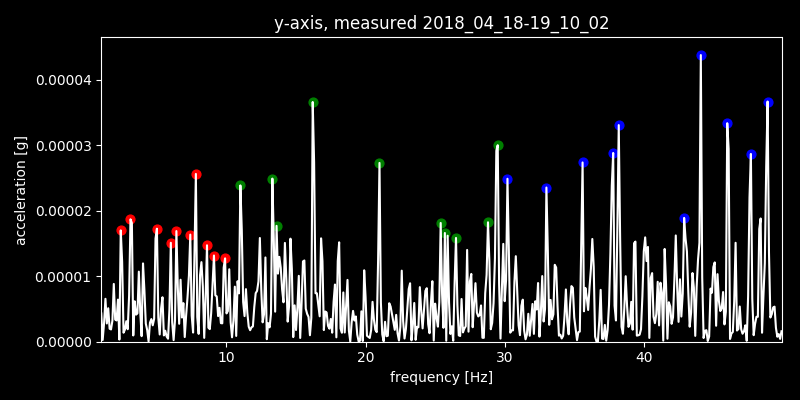 y-axis, measured 2018_04_18-19_10_02
acceleration [g]
0.00004
0.00003
0.00002
0.00001
0.00000
10 20 30 40
frequency [Hz]